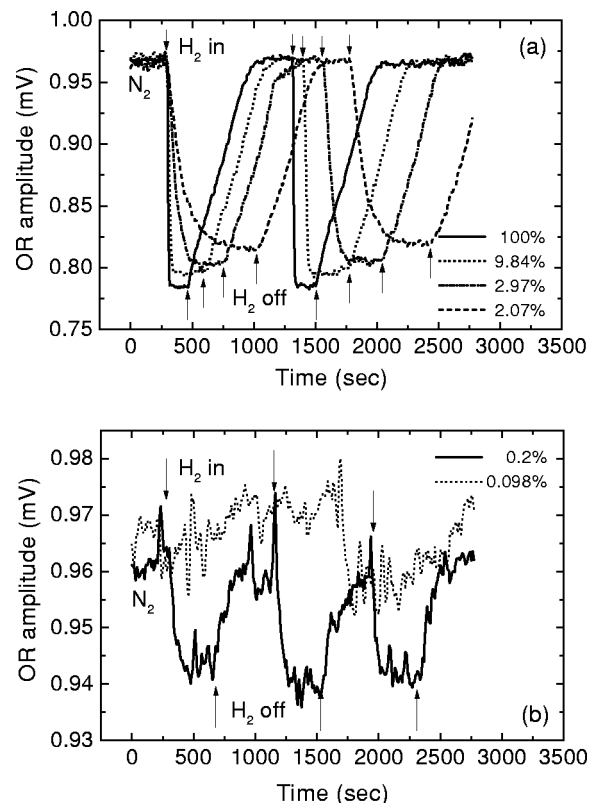 1.00
0.95
0.90
0.85
0.80
0.75
OR amplitude (mV)
H2 in
(a)
N2
H2 off
100%
9.84%
2.97%
2.07%
0 500 1000 1500 2000 2500 3000 3500
Time (sec)
0.98
0.97
0.96
0.95
0.94
0.93
OR amplitude (mV)
H2 in
0.2%
0.098%
N2
H2 off
(b)
0 500 1000 1500 2000 2500 3000 3500
Time (sec)